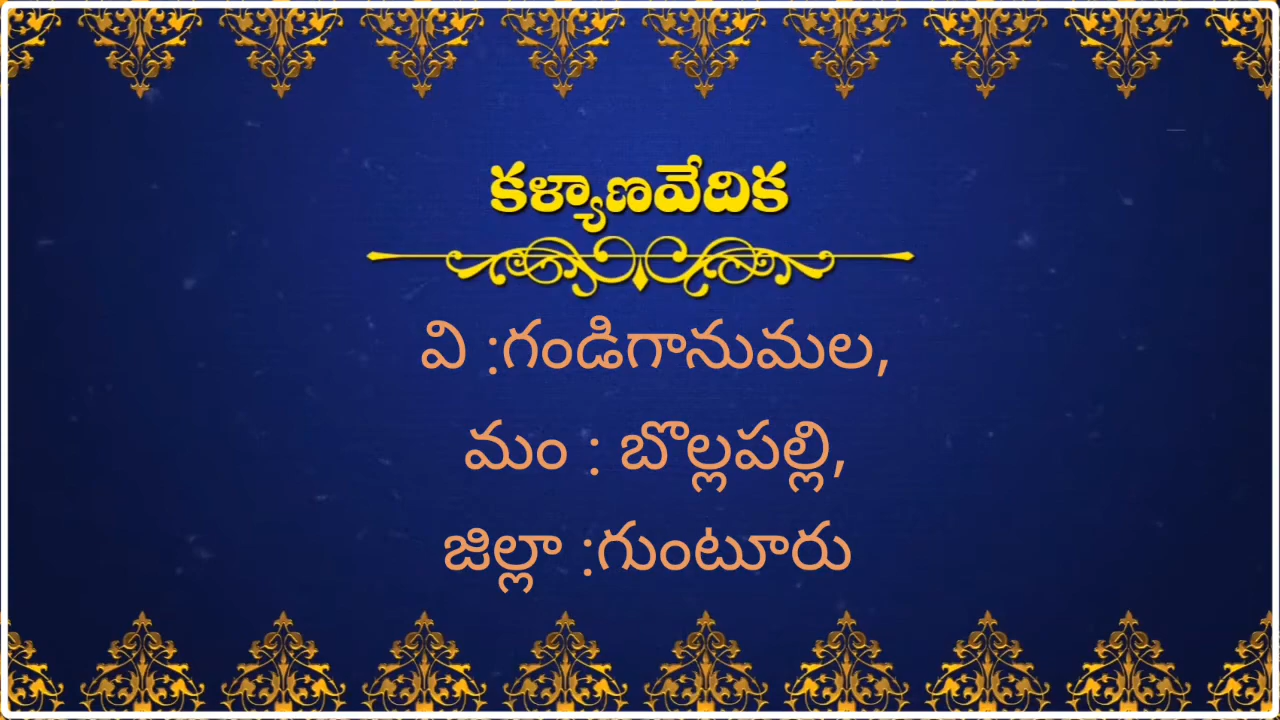 కళ్యాణవేదిక
వి :గండిగానుమల,
మం : బొల్లపల్లి,
జిల్లా :గుంటూరు